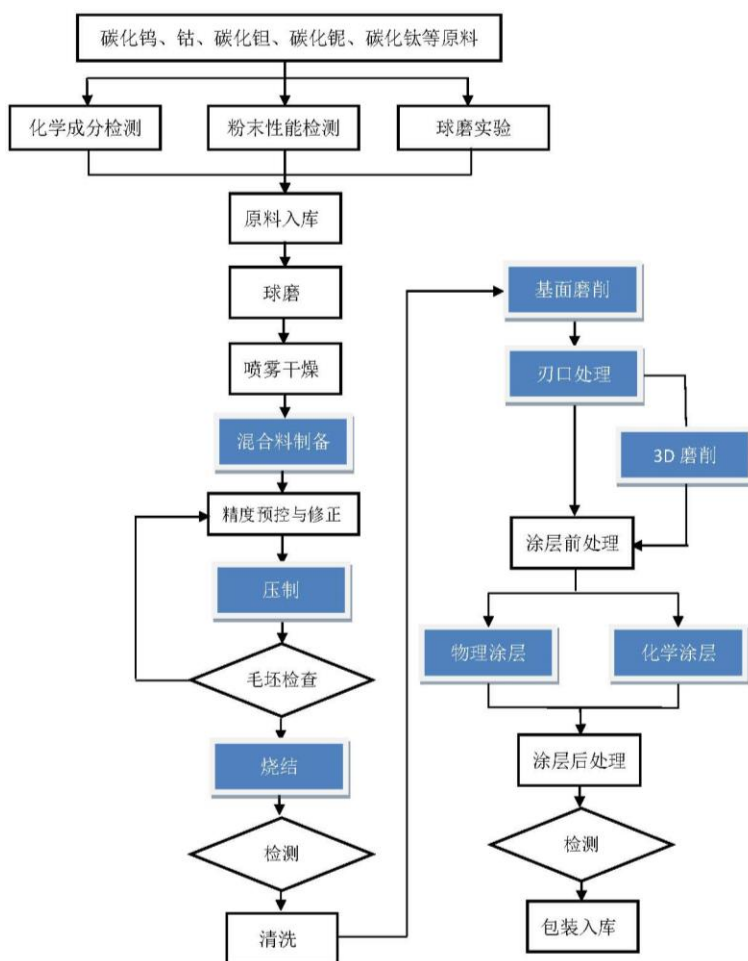 碳化钨、钴、碳化钽、碳化铌、碳化钛等原料
化学成分检测
粉末性能检测
球磨实验
原料入库
球磨
喷雾干燥
混合料制备
精度预控与修正
压制
毛坯检查
烧结
检测
清洗
基面磨削
刃口处理
3D 磨削
涂层前处理
物理涂层
化学涂层
涂层后处理
检测
包装入库